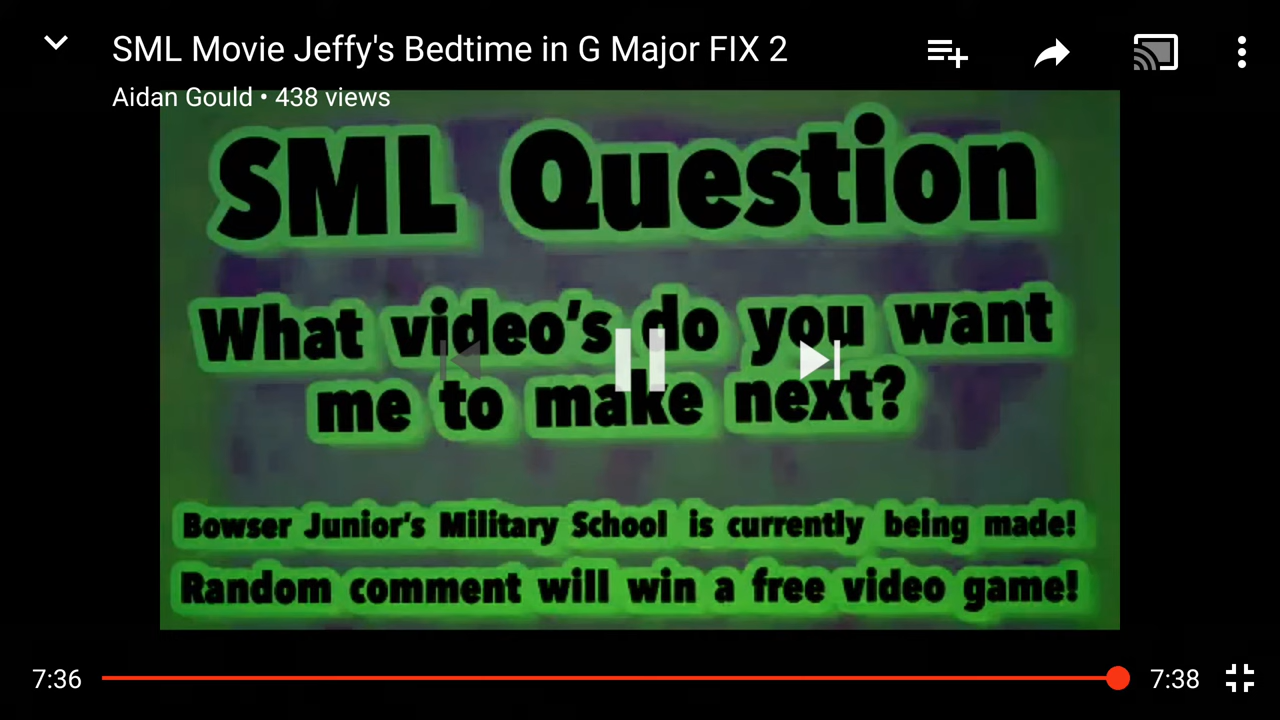 SML Movie Jeffy's Bedtime in G Major FIX 2
Aidan Gould • 438 views
SML Question
What video's do you want
me to make next?
Bowser Junior's Military School is currently being made!
Random comment will win a free video game!
7:36
7:38